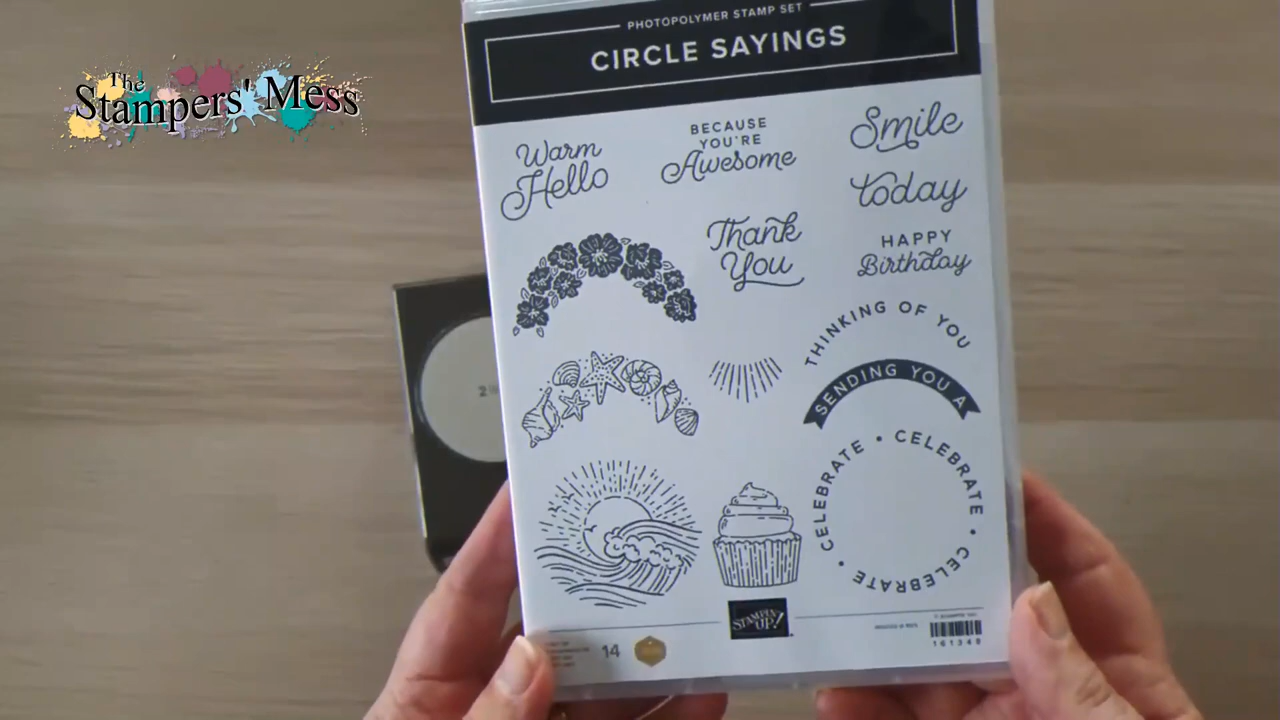 The
Stampers' Mess
PHOTOPOLYMER STAMP SET
CIRCLE SAYINGS
Warm
Hello
BECAUSE
YOU'RE
Awesome
Smile
today
Thank
You
HAPPY
Birthday
THINKING OF YOU
SENDING YOU A
CELEBRATE • CELEBRATE • CELEBRATE •
2
STAMPIN' UP!
14
161348